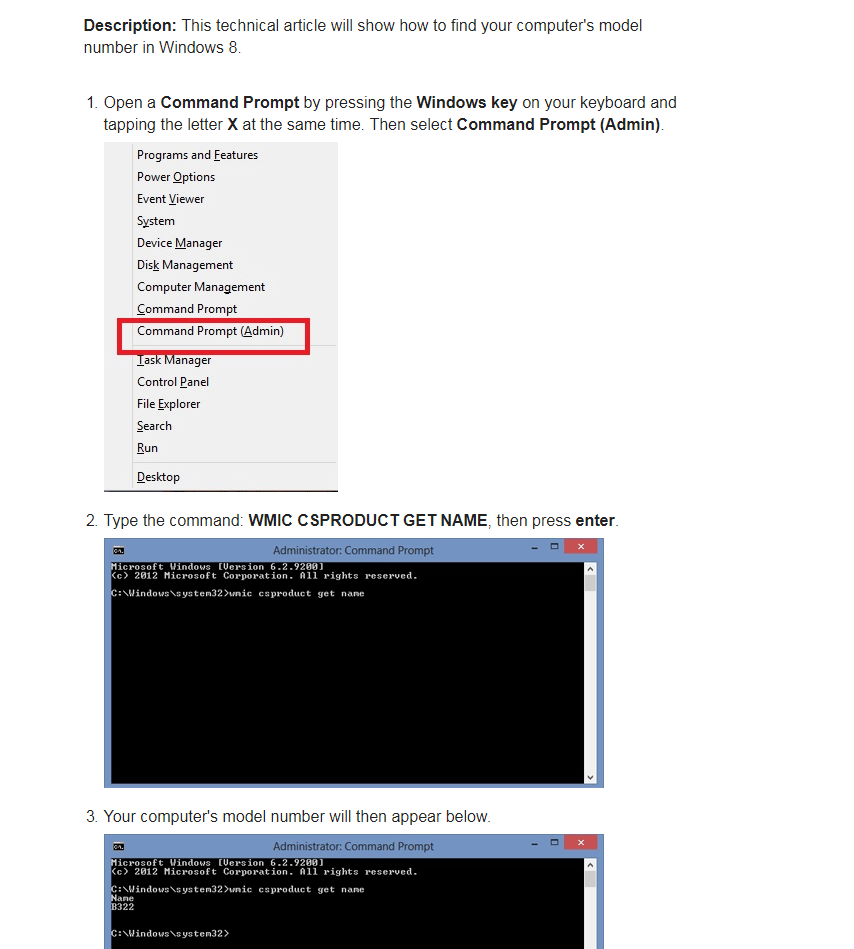 Description: This technical article will show how to find your computer's model
number in Windows 8.
1. Open a Command Prompt by pressing the Windows key on your keyboard and
tapping the letter X at the same time. Then select Command Prompt (Admin).
Programs and Features
Power Options
Event Viewer
System
Device Manager
Disk Management
Computer Management
Command Prompt
Command Prompt (Admin)
Task Manager
Control Panel
File Explorer
Search
Run
Desktop
2. Type the command: WMIC CSPRODUCT GET NAME, then press enter.
Administrator: Command Prompt
Microsoft Windows [Version 6.2.9200]
(c) 2012 Microsoft Corporation. All rights reserved.
C:\Windows\system32>wmic csproduct get name
3. Your computer's model number will then appear below.
Administrator: Command Prompt
Microsoft Windows [Version 6.2.9200]
(c) 2012 Microsoft Corporation. All rights reserved.
C:\Windows\system32>wmic csproduct get name
Name
B322
C:\Windows\system32>